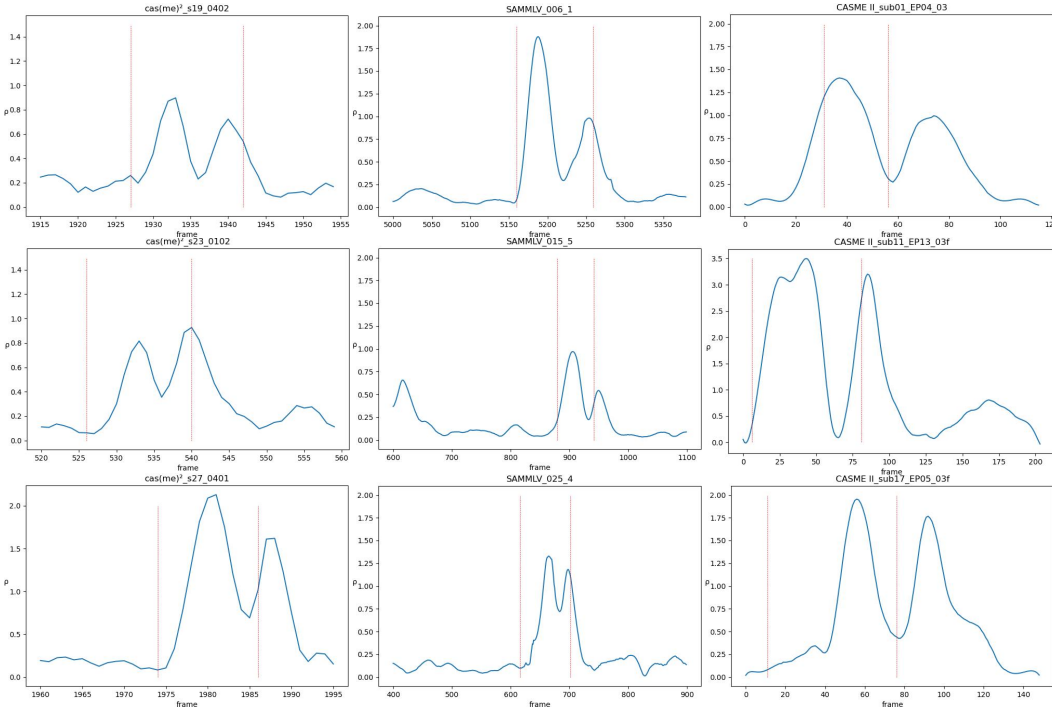 cas(me)²_s19_0402
SAMMLV_006_1
CASME II_sub01_EP04_03
1.4
1.2
1.0
0.8
0.6
0.4
0.2
0.0
ρ
1915 1920 1925 1930 1935 1940 1945 1950 1955
frame
2.00
1.75
1.50
1.25
1.00
0.75
0.50
0.25
0.00
ρ
5000 5050 5100 5150 5200 5250 5300 5350
frame
2.00
1.75
1.50
1.25
1.00
0.75
0.50
0.25
0.00
ρ
0 20 40 60 80 100 120
frame
cas(me)²_s23_0102
SAMMLV_015_5
CASME II_sub11_EP13_03f
1.4
1.2
1.0
0.8
0.6
0.4
0.2
0.0
ρ
520 525 530 535 540 545 550 555 560
frame
2.00
1.75
1.50
1.25
1.00
0.75
0.50
0.25
0.00
ρ
600 700 800 900 1000 1100
frame
3.5
3.0
2.5
2.0
1.5
1.0
0.5
0.0
ρ
0 25 50 75 100 125 150 175 200
frame
cas(me)²_s27_0401
SAMMLV_025_4
CASME II_sub17_EP05_03f
2.0
1.5
1.0
0.5
0.0
ρ
1960 1965 1970 1975 1980 1985 1990 1995
frame
2.00
1.75
1.50
1.25
1.00
0.75
0.50
0.25
0.00
ρ
400 500 600 700 800 900
frame
2.00
1.75
1.50
1.25
1.00
0.75
0.50
0.25
0.00
ρ
0 20 40 60 80 100 120 140
frame